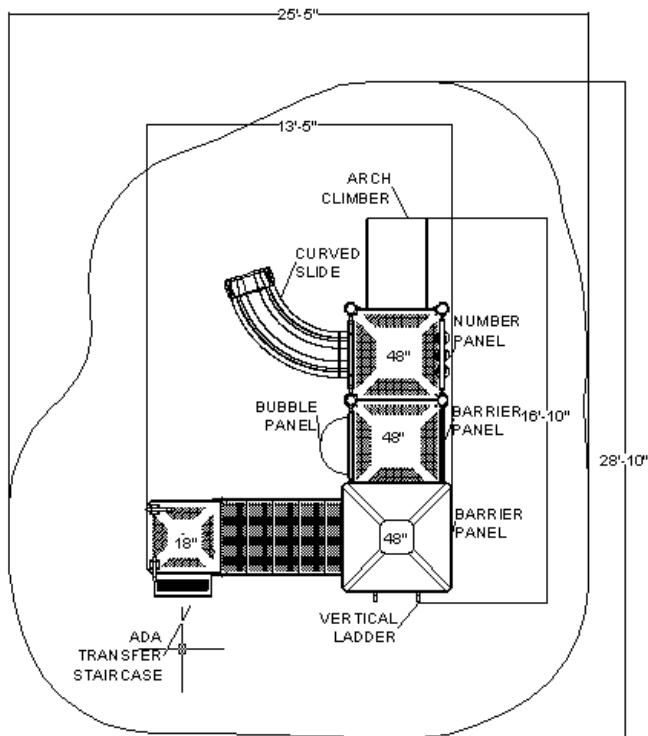 25'-5"
13'-5"
ARCH
CLIMBER
CURVED
SLIDE
NUMBER
PANEL
48"
BUBBLE
PANEL
48"
BARRIER
PANEL
16'-10"
28'-10"
18"
48"
BARRIER
PANEL
VERTICAL
LADDER
ADA
TRANSFER
STAIRCASE